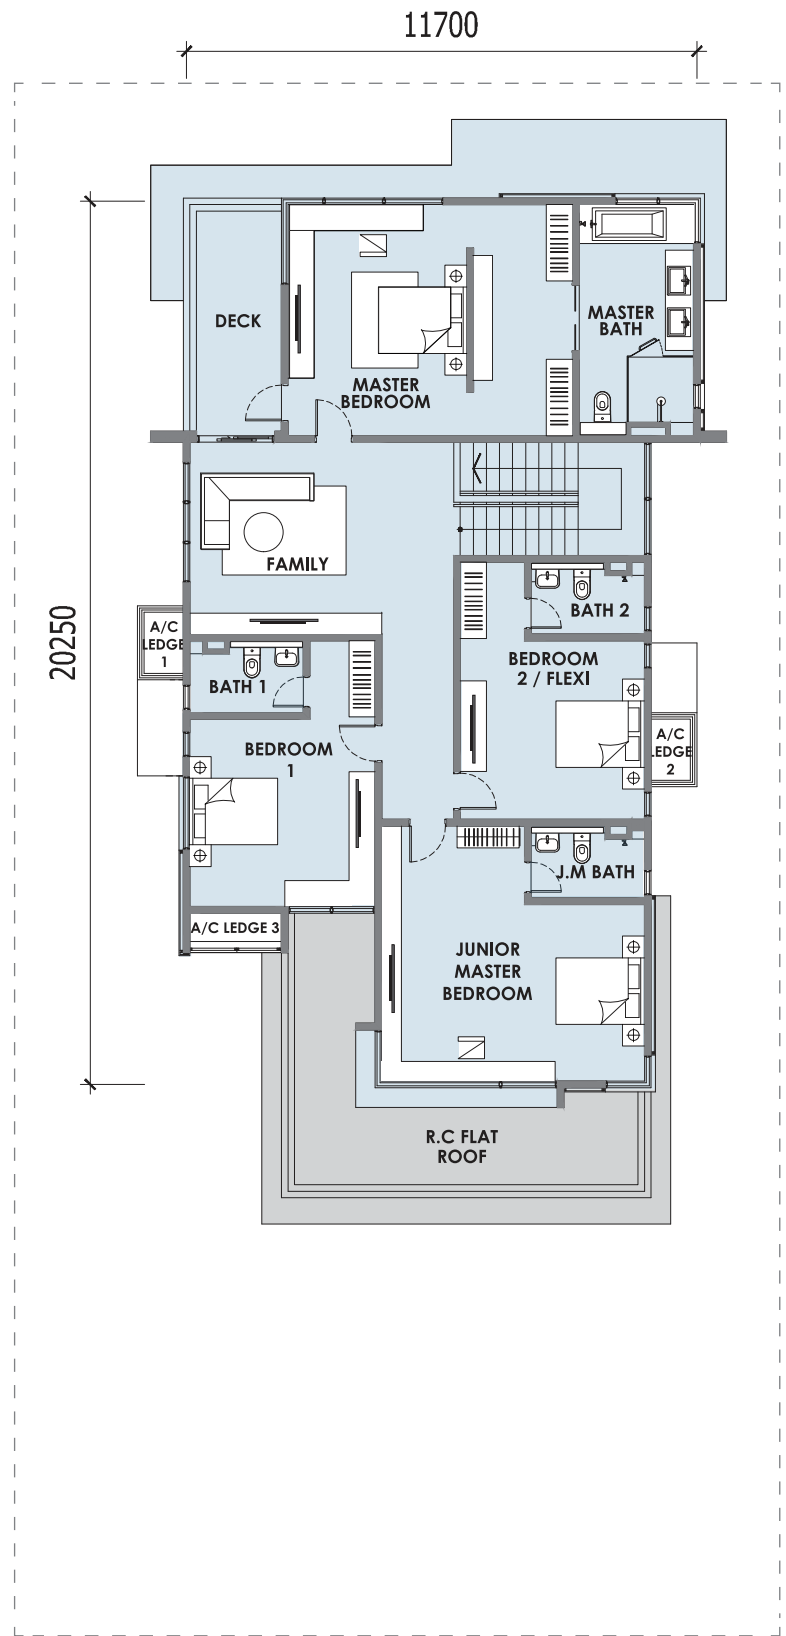 11700
20250
DECK
MASTER
BEDROOM
MASTER
BATH
FAMILY
A/C
LEDGE
1
BATH 1
BATH 2
BEDROOM
2 / FLEXI
A/C
LEDGE
2
BEDROOM
1
J.M BATH
A/C LEDGE 3
JUNIOR
MASTER
BEDROOM
R.C FLAT
ROOF